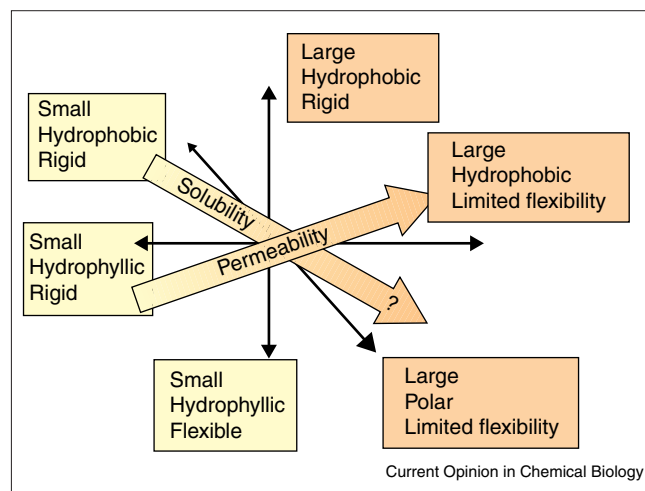 Large
Hydrophobic
Rigid
Small
Hydrophobic
Rigid
Large
Hydrophobic
Limited flexibility
Solubility
Permeability
Small
Hydrophyllic
Rigid
?
Small
Hydrophyllic
Flexible
Large
Polar
Limited flexibility
Current Opinion in Chemical Biology